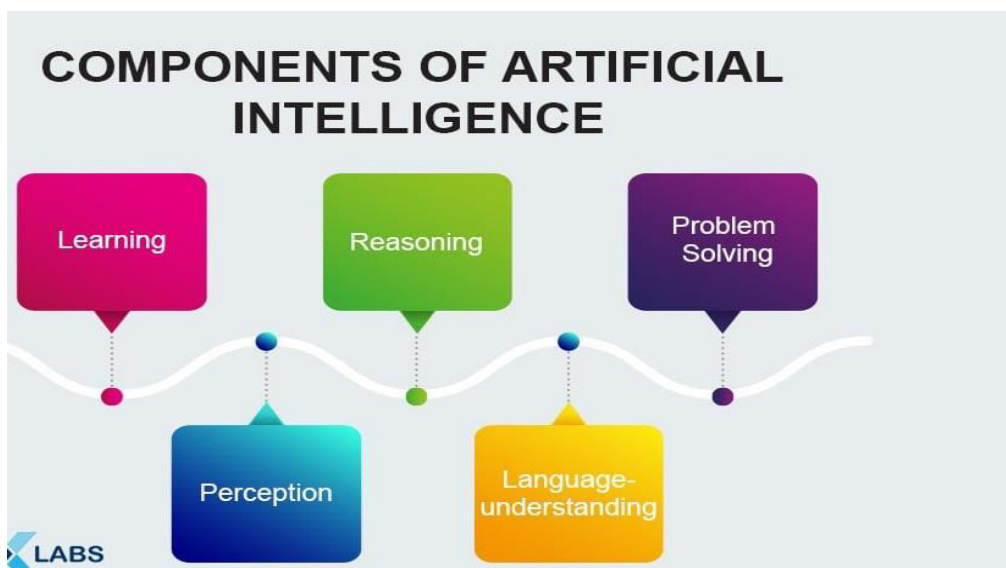 COMPONENTS OF ARTIFICIAL
INTELLIGENCE
Learning
Reasoning
Problem
Solving
Perception
Language-
understanding
LABS